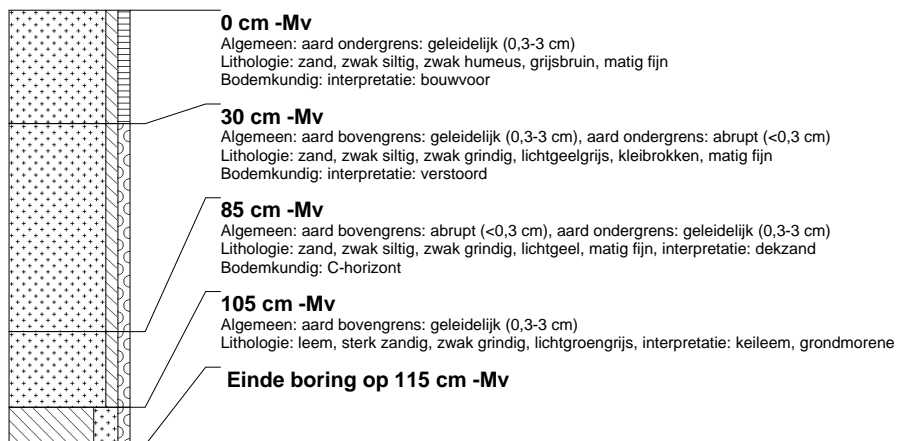 0 cm -Mv
Algemeen: aard ondergrens: geleidelijk (0,3-3 cm)
Lithologie: zand, zwak siltig, zwak humeus, grijsbruin, matig fijn
Bodemkundig: interpretatie: bouwvoor
30 cm -Mv
Algemeen: aard bovengrens: geleidelijk (0,3-3 cm), aard ondergrens: abrupt (<0,3 cm)
Lithologie: zand, zwak siltig, zwak grindig, lichtgeelgrijs, kleibrokken, matig fijn
Bodemkundig: interpretatie: verstoord
85 cm -Mv
Algemeen: aard bovengrens: abrupt (<0,3 cm), aard ondergrens: geleidelijk (0,3-3 cm)
Lithologie: zand, zwak siltig, zwak grindig, lichtgeel, matig fijn, interpretatie: dekzand
Bodemkundig: C-horizont
105 cm -Mv
Algemeen: aard bovengrens: geleidelijk (0,3-3 cm)
Lithologie: leem, sterk zandig, zwak grindig, lichtgroengrijs, interpretatie: keileem, grondmorene
Einde boring op 115 cm -Mv